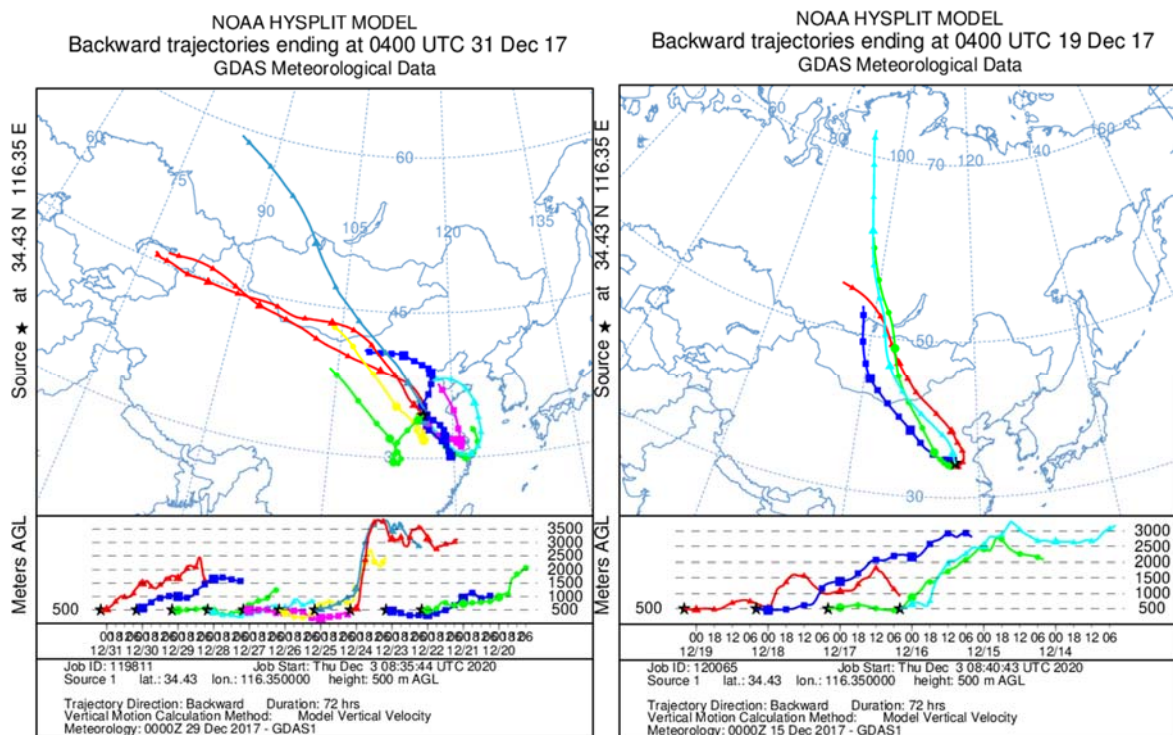 NOAA HYSPLIT MODEL
Backward trajectories ending at 0400 UTC 31 Dec 17
GDAS Meteorological Data
Source ★ at 34.43 N 116.35 E
60
75
90
105
120
135
60
45
Meters AGL
500
3500
3000
2500
2000
1500
1000
500
12/31 12/30 12/29 12/28 12/27 12/26 12/25 12/24 12/23 12/22 12/21 12/20
Job ID: 119811 Job Start: Thu Dec 3 08:35:44 UTC 2020
Source 1 lat.: 34.43 lon.: 116.350000 height: 500 m AGL
Trajectory Direction: Backward Duration: 72 hrs
Vertical Motion Calculation Method: Model Vertical Velocity
Meteorology: 0000Z 29 Dec 2017 - GDAS1
NOAA HYSPLIT MODEL
Backward trajectories ending at 0400 UTC 19 Dec 17
GDAS Meteorological Data
Source ★ at 34.43 N 116.35 E
60
80
100
70
120
140
160
50
30
Meters AGL
500
3000
2500
2000
1500
1000
500
00 18 12 06 00 18 12 06 00 18 12 06 00 18 12 06 00 18 12 06 00 18 12 06
12/19 12/18 12/17 12/16 12/15 12/14
Job ID: 120065 Job Start: Thu Dec 3 08:40:43 UTC 2020
Source 1 lat.: 34.43 lon.: 116.350000 height: 500 m AGL
Trajectory Direction: Backward Duration: 72 hrs
Vertical Motion Calculation Method: Model Vertical Velocity
Meteorology: 0000Z 15 Dec 2017 - GDAS1